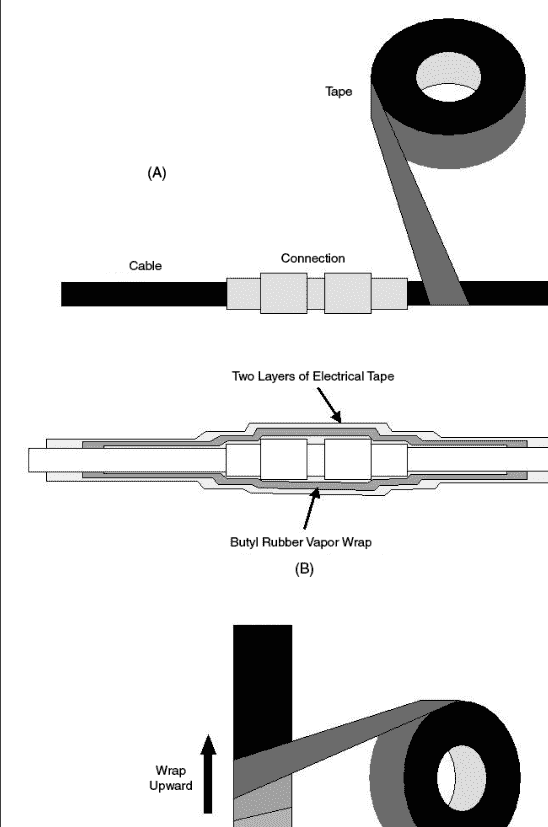 Tape
(A)
Connection
Cable
Two Layers of Electrical Tape
Butyl Rubber Vapor Wrap
(B)
Wrap
Upward